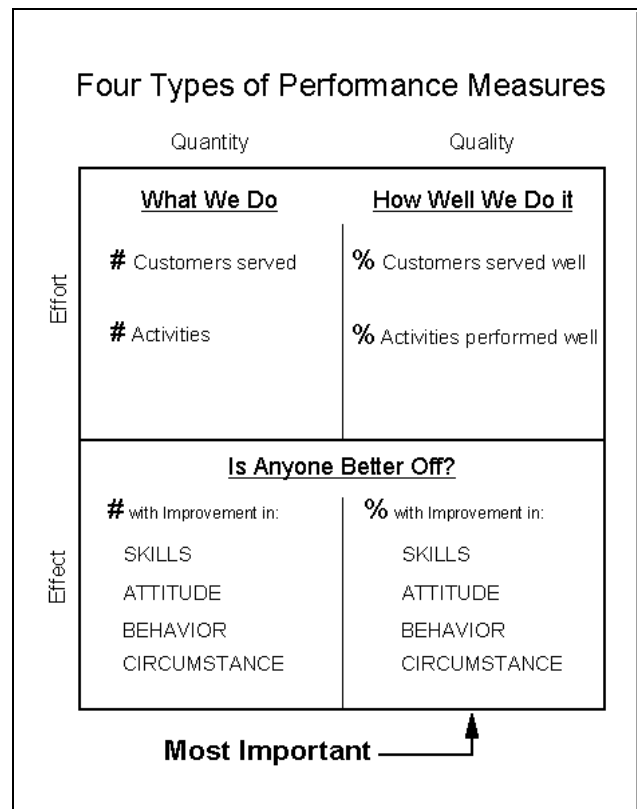 Four Types of Performance Measures
Quantity
Quality
Effort
What We Do
# Customers served
# Activities
How Well We Do it
% Customers served well
% Activities performed well
Effect
Is Anyone Better Off?
# with Improvement in:
SKILLS
ATTITUDE
BEHAVIOR
CIRCUMSTANCE
% with Improvement in:
SKILLS
ATTITUDE
BEHAVIOR
CIRCUMSTANCE
Most Important